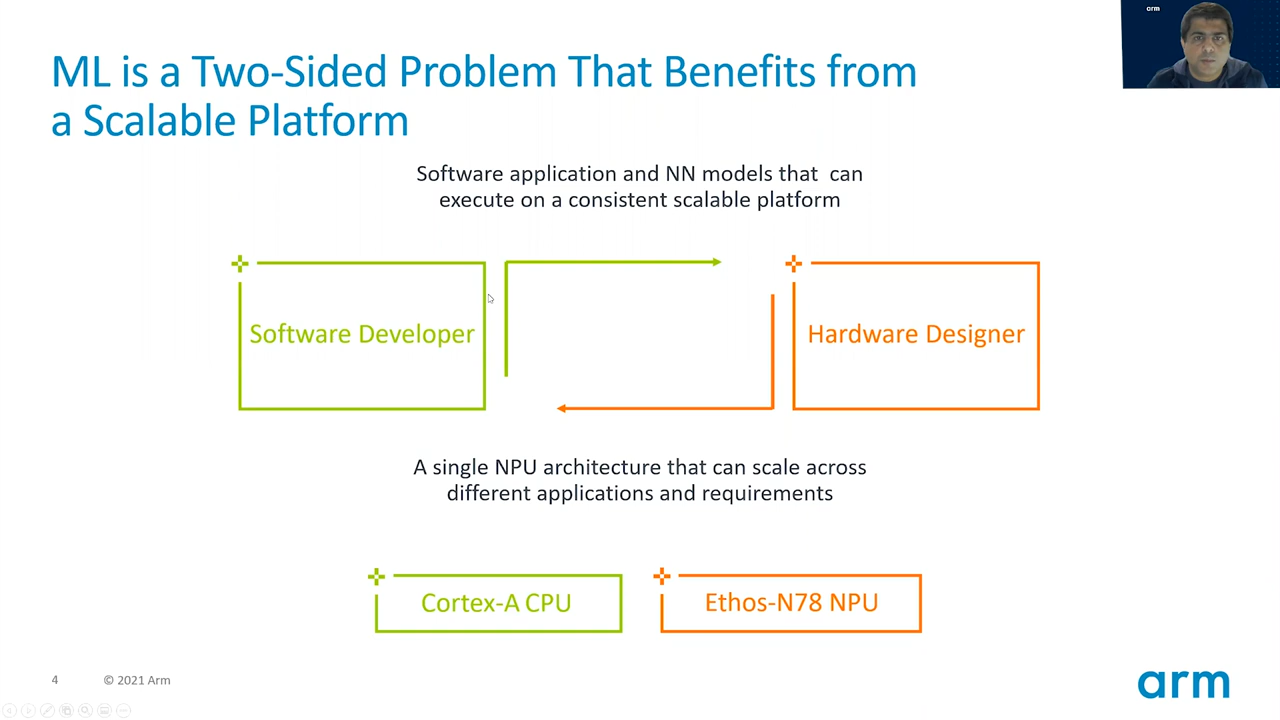 arm
ML is a Two-Sided Problem That Benefits from
a Scalable Platform
Software application and NN models that can
execute on a consistent scalable platform
Software Developer
Hardware Designer
A single NPU architecture that can scale across
different applications and requirements
Cortex-A CPU
Ethos-N78 NPU
4
© 2021 Arm
arm